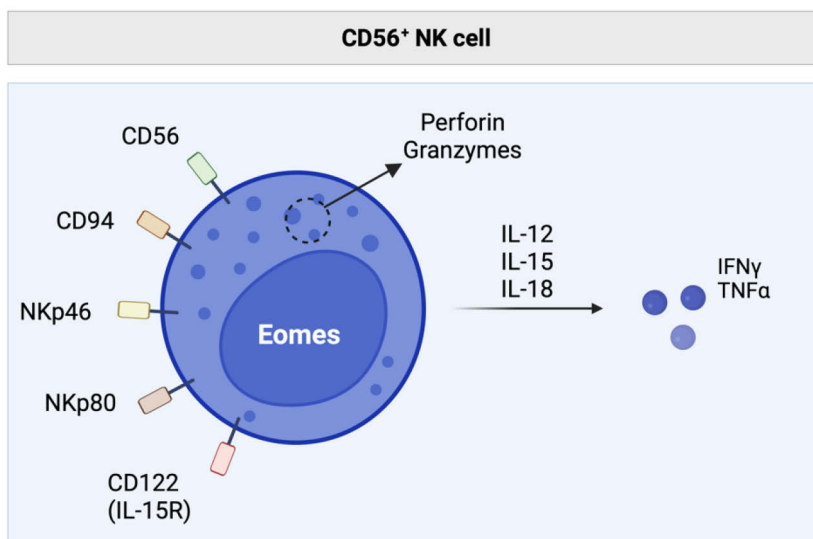 CD56⁺ NK cell
CD56
Perforin
Granzymes
CD94
IL-12
IL-15
IL-18
IFNγ
TNFα
NKp46
Eomes
NKp80
CD122
(IL-15R)